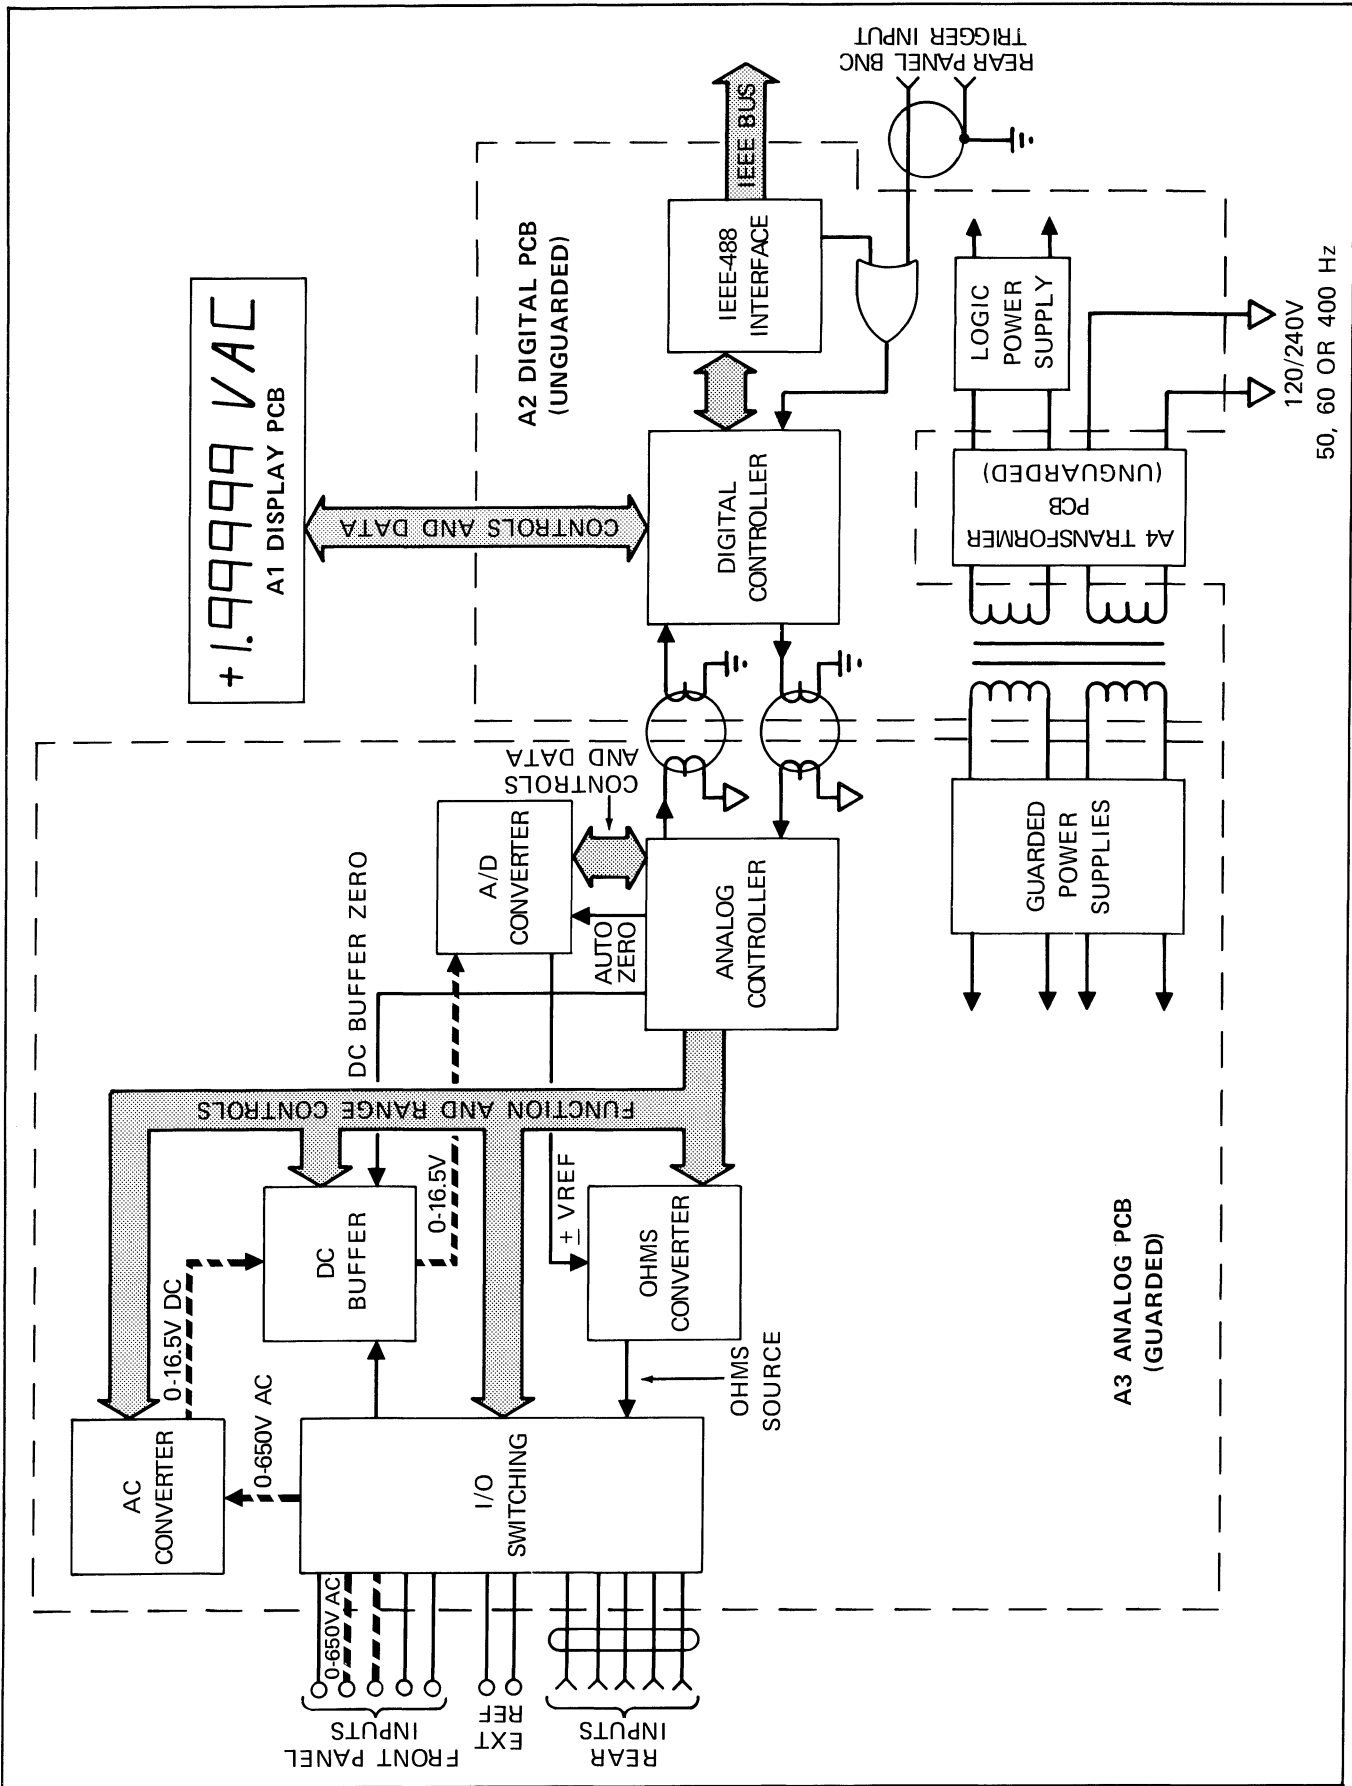 +1.99999 VAC
A1 DISPLAY PCB
A2 DIGITAL PCB
(UNGUARDED)
IEEE BUS
IEEE-488
INTERFACE
REAR PANEL BNC
TRIGGER INPUT
CONTROLS AND DATA
DIGITAL
CONTROLLER
LOGIC
POWER
SUPPLY
A4 TRANSFORMER
PCB
(UNGUARDED)
120/240V
50, 60 OR 400 Hz
CONTROLS
AND DATA
A/D
CONVERTER
DC BUFFER ZERO
AUTO
ZERO
ANALOG
CONTROLLER
GUARDED
POWER
SUPPLIES
FUNCTION AND RANGE CONTROLS
0-16.5V DC
DC
BUFFER
0-16.5V
± VREF
OHMS
CONVERTER
OHMS
SOURCE
AC
CONVERTER
0-650V AC
I/O
SWITCHING
0-650V AC
FRONT PANEL
INPUTS
EXT
REF
REAR
INPUTS
A3 ANALOG PCB
(GUARDED)